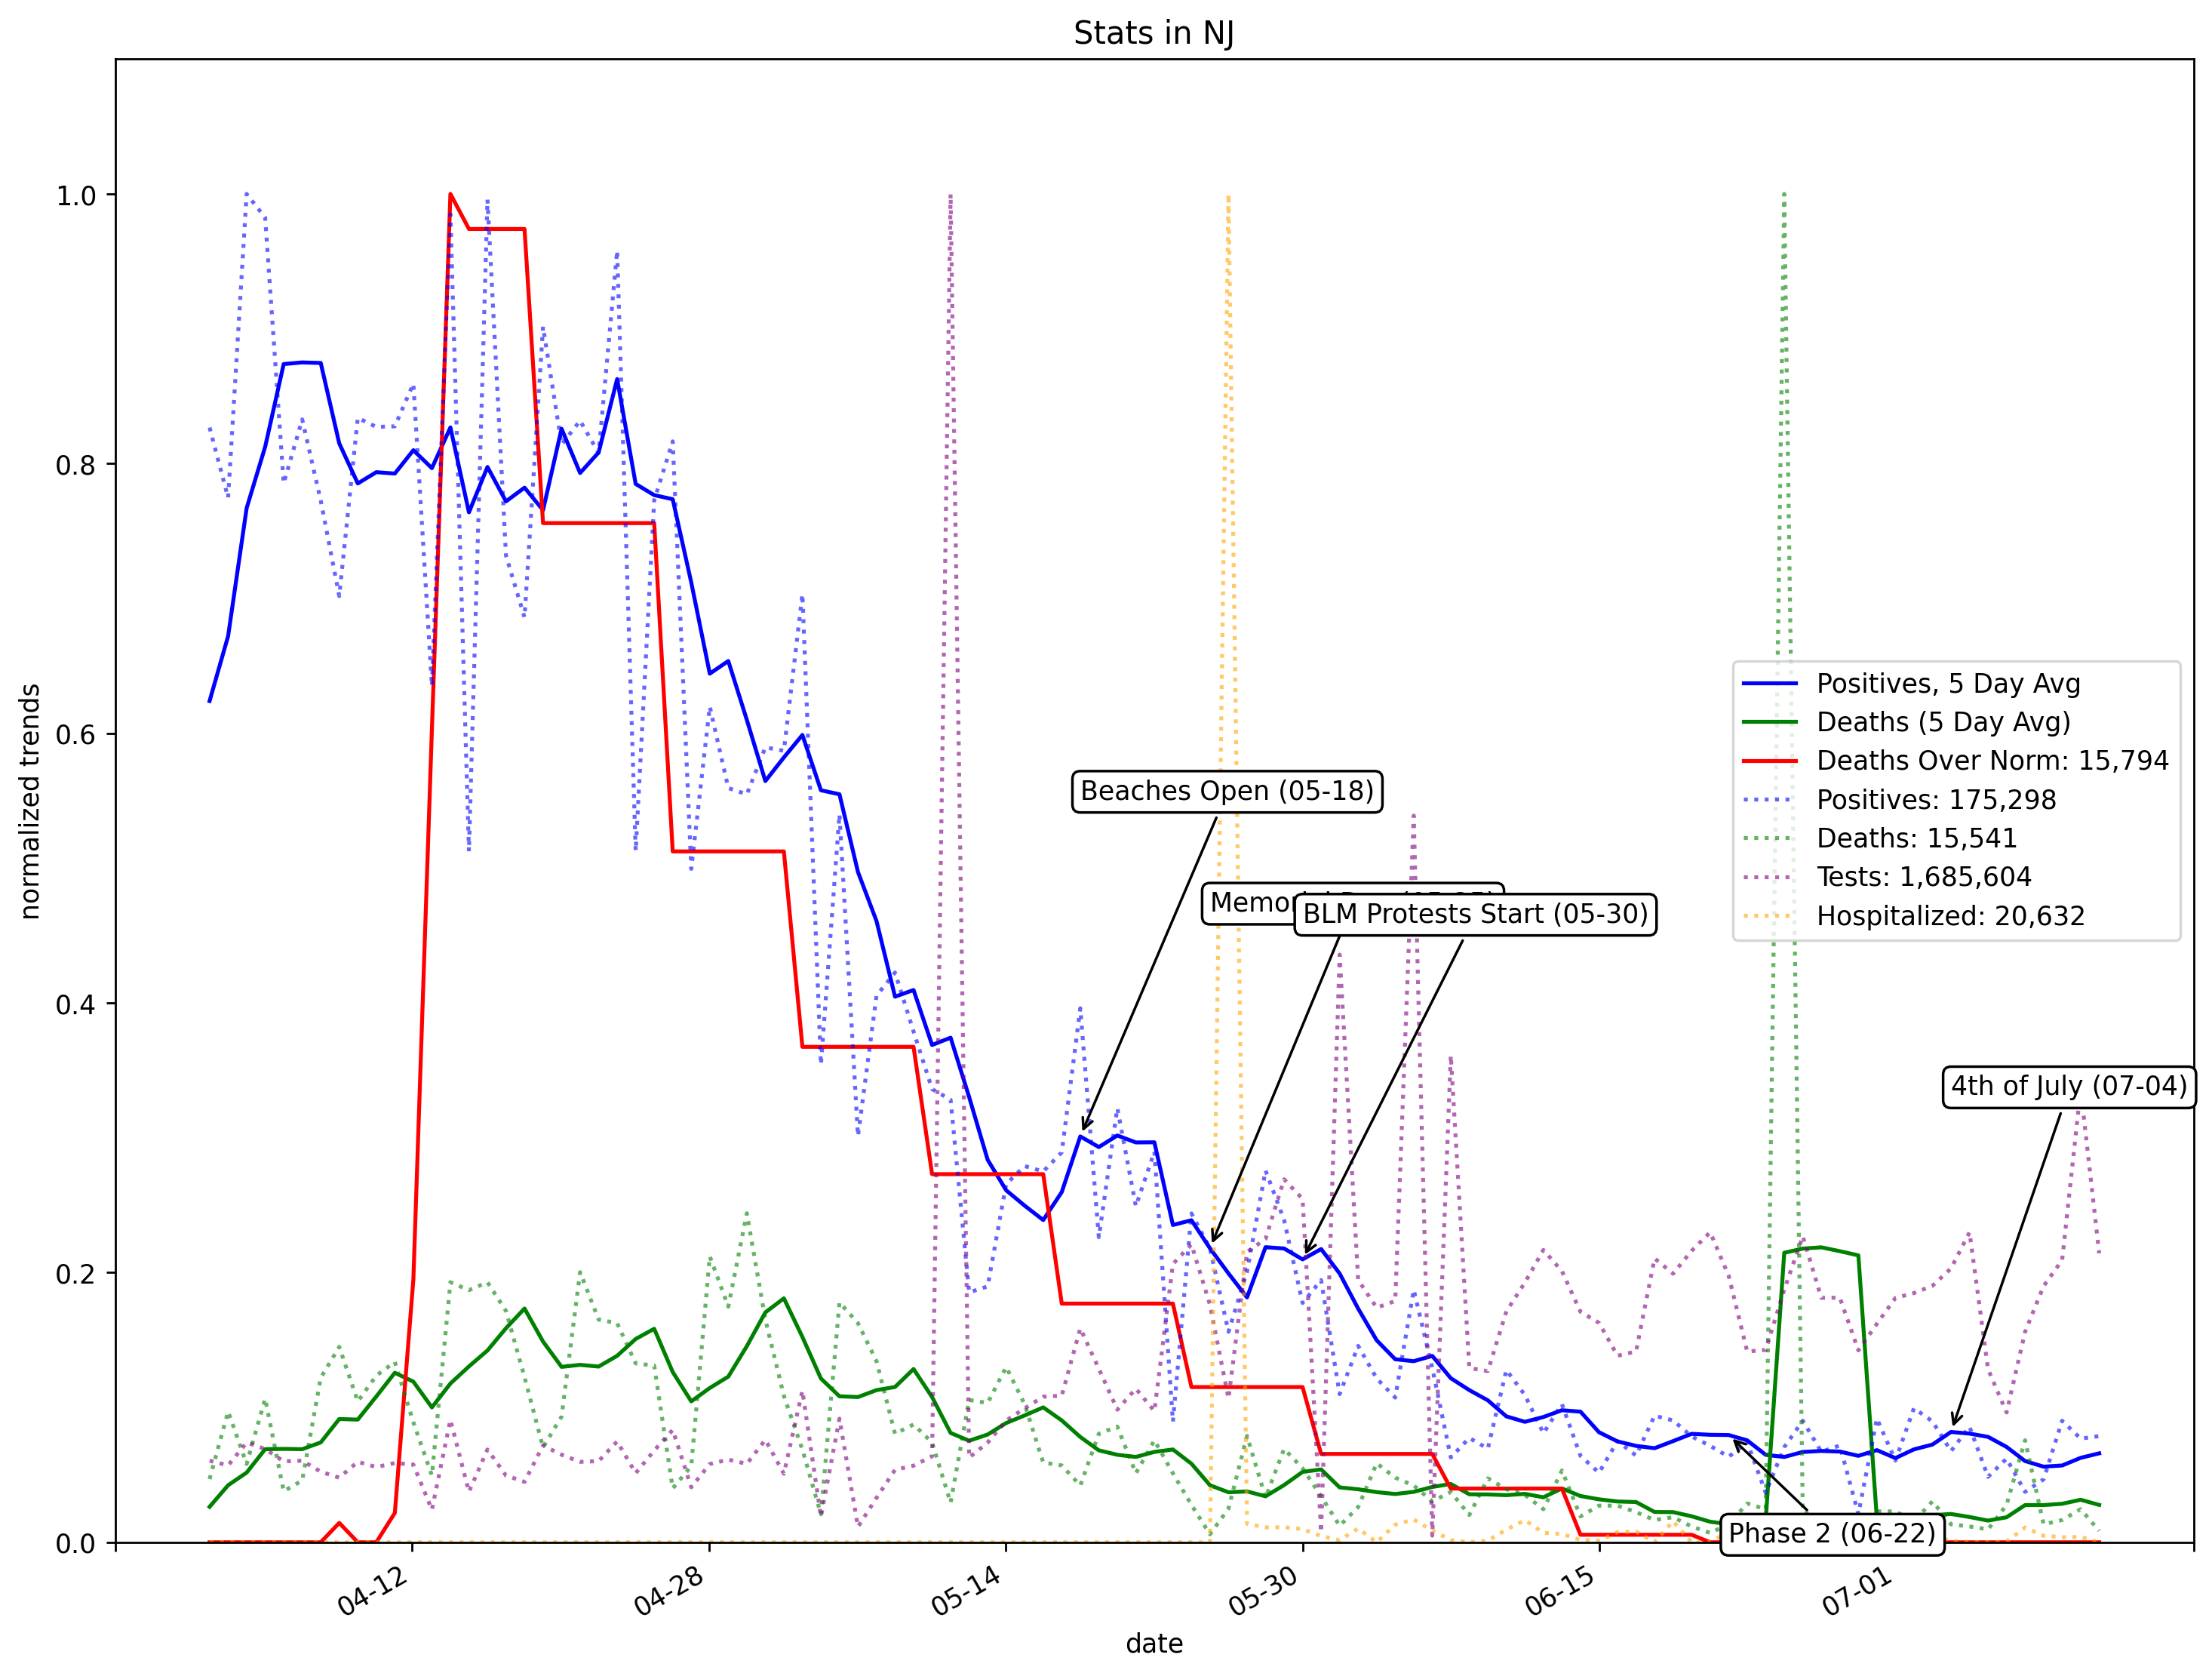 Stats in NJ
1.0
0.8
0.6
0.4
0.2
0.0
normalized trends
Positives, 5 Day Avg
Deaths (5 Day Avg)
Deaths Over Norm: 15,794
Positives: 175,298
Deaths: 15,541
Tests: 1,685,604
Hospitalized: 20,632
Beaches Open (05-18)
BLM Protests Start (05-30)
4th of July (07-04)
Phase 2 (06-22)
04-12
04-28
05-14
05-30
06-15
07-01
date